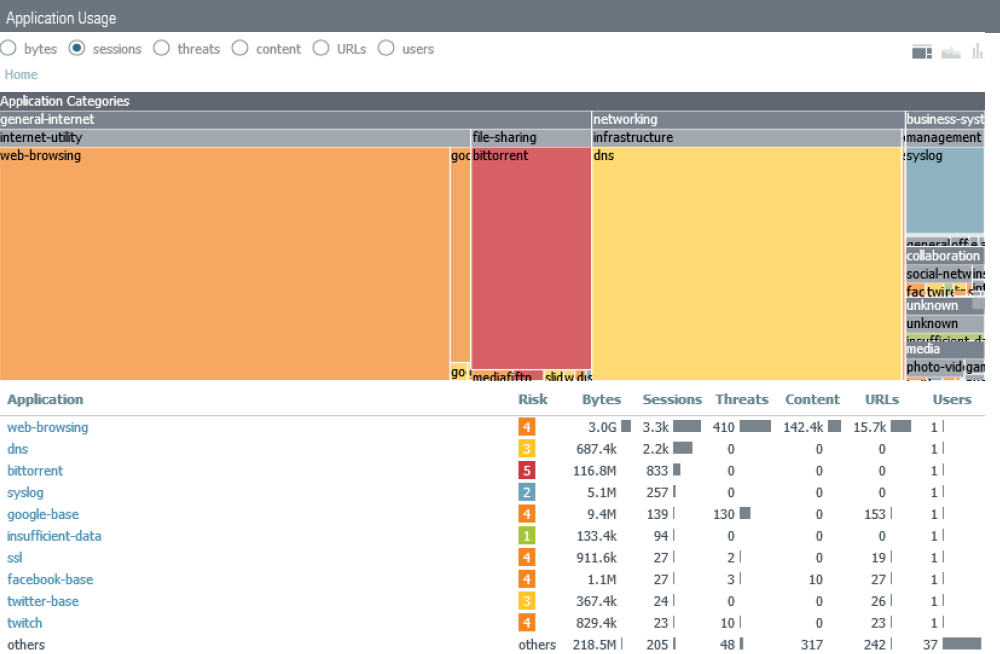 Application Usage
bytes sessions threats content URLs users
Home
Application Categories
general-internet networking business-syst
internet-utility file-sharing infrastructure management
web-browsing goo bittorrent dns syslog
collaboration
social-netw ins
unknown
unknown
go mediafi ftp slid w dis
insufficient-da
media
photo-vid gam
Application Risk Bytes Sessions Threats Content URLs Users
web-browsing 4 3.0G 3.3k 410 142.4k 15.7k 1
dns 3 687.4k 2.2k 0 0 0 1
bittorrent 5 116.8M 833 0 0 0 1
syslog 2 5.1M 257 0 0 0 1
google-base 4 9.4M 139 130 0 153 1
insufficient-data 1 133.4k 94 0 0 0 1
ssl 4 911.6k 27 2 0 19 1
facebook-base 4 1.1M 27 3 10 27 1
twitter-base 3 367.4k 24 0 0 26 1
twitch 4 829.4k 23 10 0 23 1
others others 218.5M 205 48 317 242 37